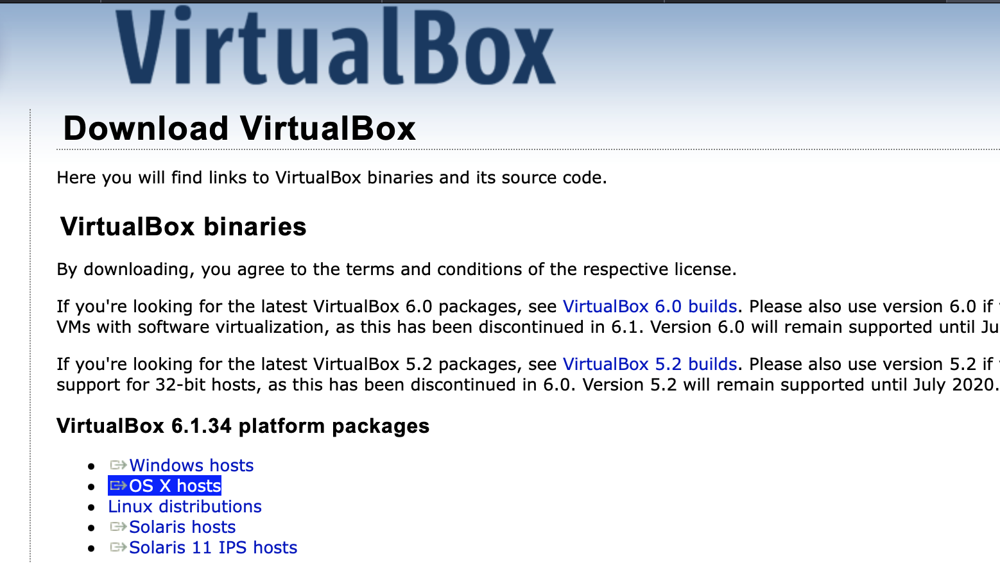 VirtualBox
Download VirtualBox
Here you will find links to VirtualBox binaries and its source code.
VirtualBox binaries
By downloading, you agree to the terms and conditions of the respective license.
If you're looking for the latest VirtualBox 6.0 packages, see VirtualBox 6.0 builds. Please also use version 6.0 if
VMs with software virtualization, as this has been discontinued in 6.1. Version 6.0 will remain supported until Ju
If you're looking for the latest VirtualBox 5.2 packages, see VirtualBox 5.2 builds. Please also use version 5.2 if
support for 32-bit hosts, as this has been discontinued in 6.0. Version 5.2 will remain supported until July 2020.
VirtualBox 6.1.34 platform packages
Windows hosts
OS X hosts
Linux distributions
Solaris hosts
Solaris 11 IPS hosts